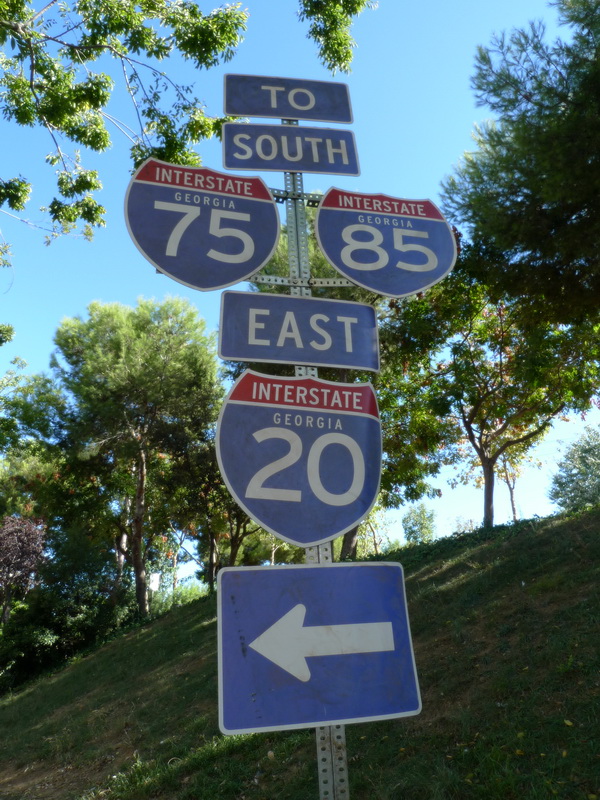 TO
SOUTH
INTERSTATE
GEORGIA
75
INTERSTATE
GEORGIA
85
EAST
INTERSTATE
GEORGIA
20